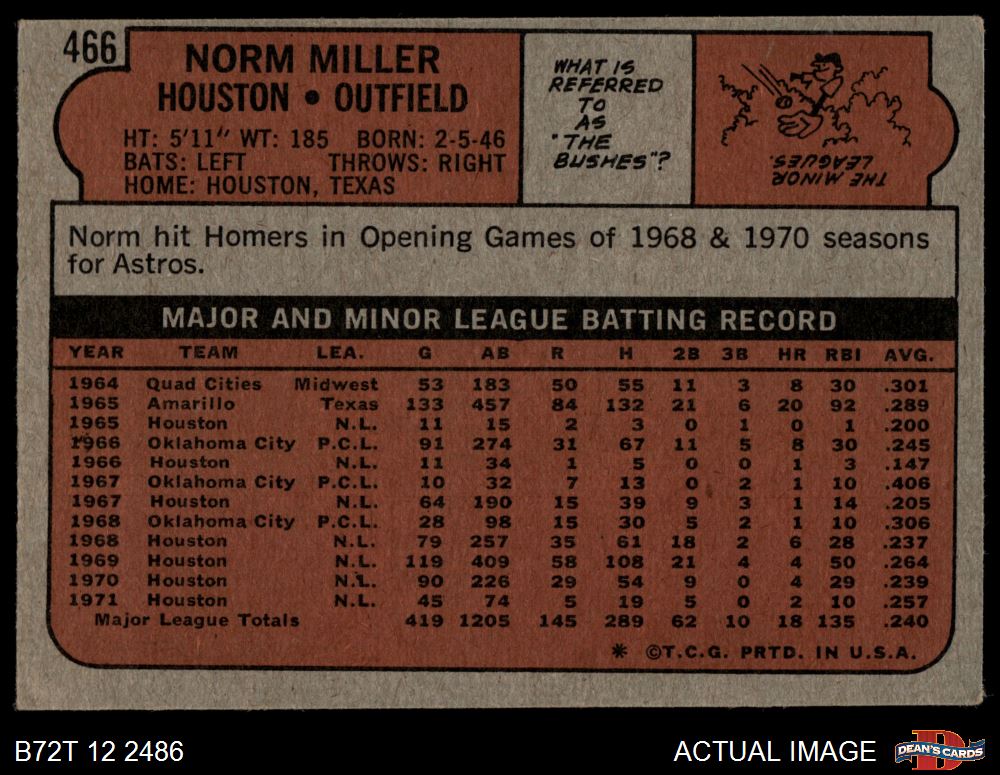 466
NORM MILLER
HOUSTON • OUTFIELD
HT: 5'11" WT: 185 BORN: 2-5-46
BATS: LEFT THROWS: RIGHT
HOME: HOUSTON, TEXAS
WHAT IS
REFERRED
TO
AS
"THE
BUSHES"?
THE MINOR
LEAGUES.
Norm hit Homers in Opening Games of 1968 & 1970 seasons
for Astros.
MAJOR AND MINOR LEAGUE BATTING RECORD
YEAR TEAM LEA. G AB R H 2B 3B HR RBI AVG.
1964 Quad Cities Midwest 53 183 50 55 11 3 8 30 .301
1965 Amarillo Texas 133 457 84 132 21 6 20 92 .289
1965 Houston N.L. 11 15 2 3 0 1 0 1 .200
1966 Oklahoma City P.C.L. 91 274 31 67 11 5 8 30 .245
1966 Houston N.L. 11 34 1 5 0 0 1 3 .147
1967 Oklahoma City P.C.L. 10 32 7 13 0 2 1 10 .406
1967 Houston N.L. 64 190 15 39 9 3 1 14 .205
1968 Oklahoma City P.C.L. 28 98 15 30 5 2 1 10 .306
1968 Houston N.L. 79 257 35 61 18 2 6 28 .237
1969 Houston N.L. 119 409 58 108 21 4 4 50 .264
1970 Houston N.L. 90 226 29 54 9 0 4 29 .239
1971 Houston N.L. 45 74 5 19 5 0 2 10 .257
Major League Totals 419 1205 145 289 62 10 18 135 .240
* ©T.C.G. PRTD. IN U.S.A.
B72T 12 2486
ACTUAL IMAGE
D
DEAN'S CARDS